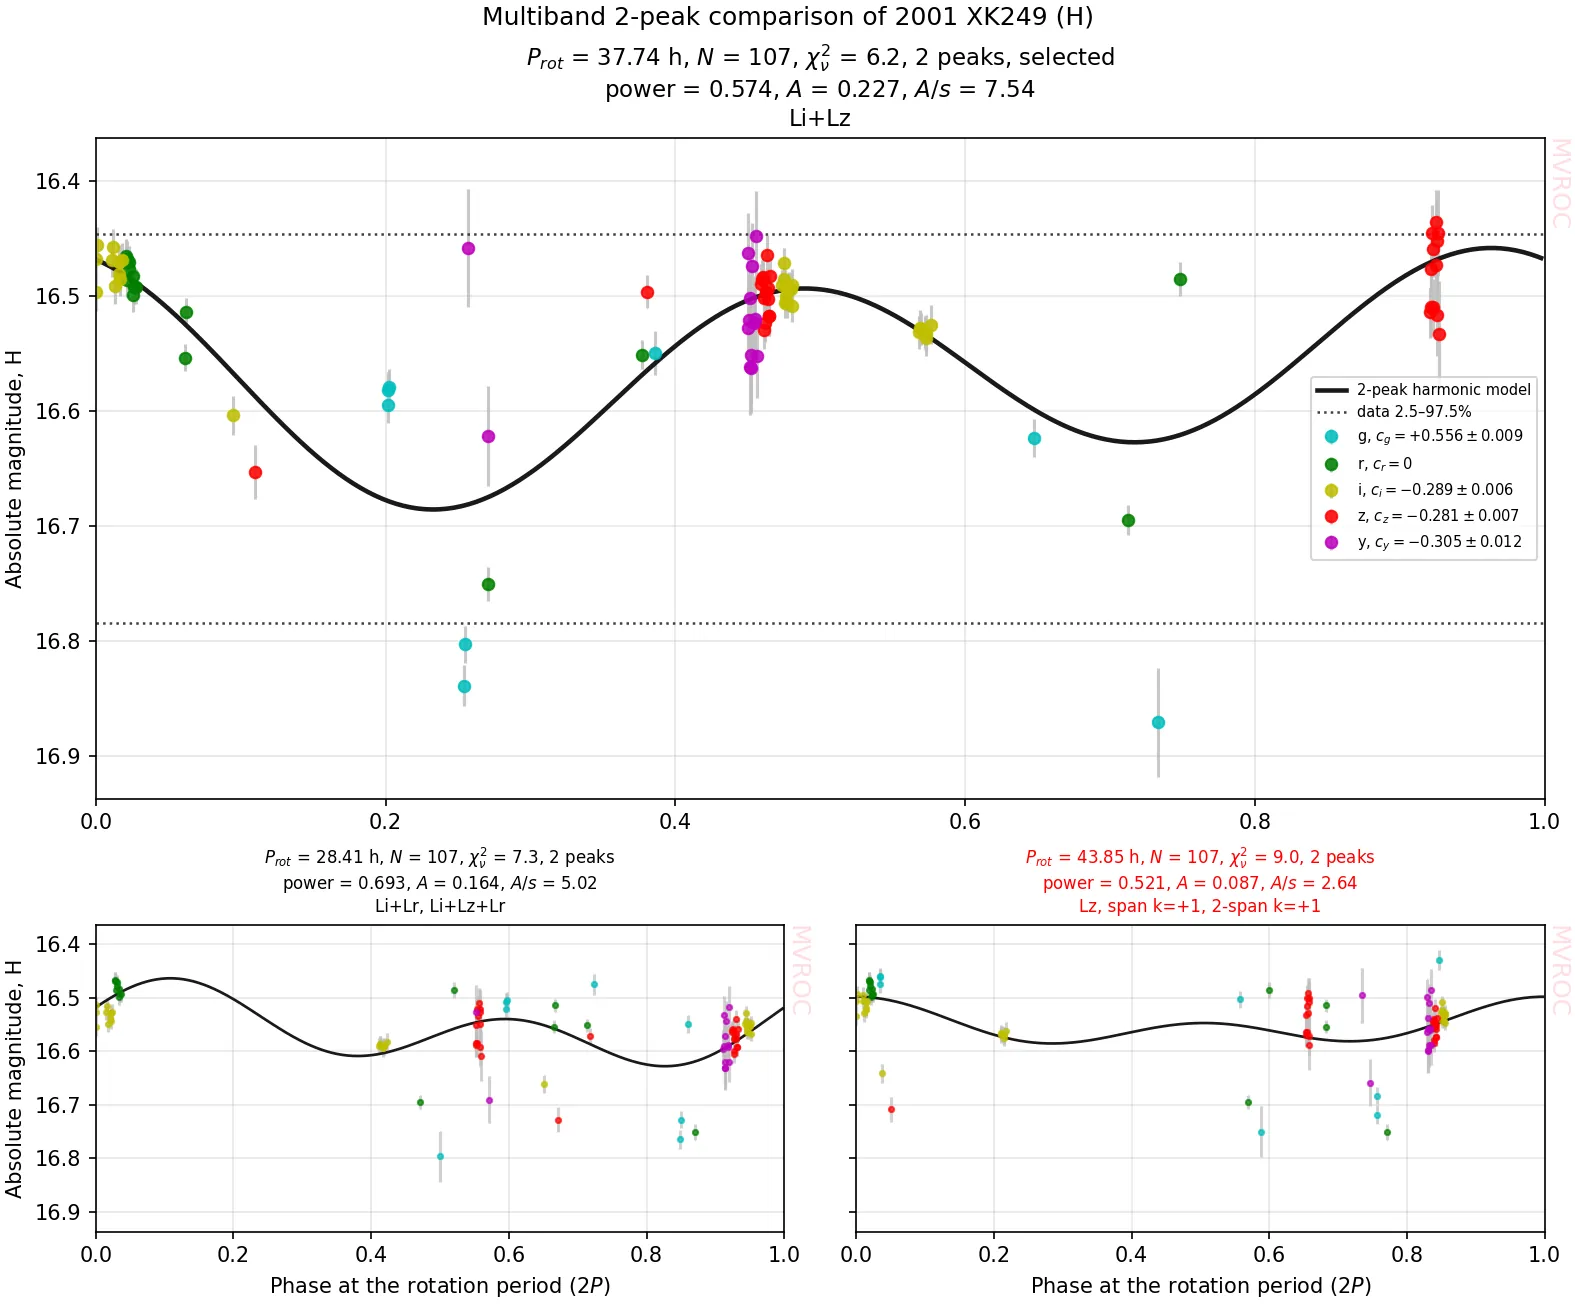 Multiband 2-peak comparison of 2001 XK249 (H)
P_rot = 37.74 h, N = 107, χ²_ν = 6.2, 2 peaks, selected
power = 0.574, A = 0.227, A/s = 7.54
Li+Lz
MVROC
Absolute magnitude, H
16.4
16.5
16.6
16.7
16.8
16.9
2-peak harmonic model
data 2.5–97.5%
g, c_g = +0.556 ± 0.009
r, c_r = 0
i, c_i = −0.289 ± 0.006
z, c_z = −0.281 ± 0.007
y, c_y = −0.305 ± 0.012
0.0 0.2 0.4 0.6 0.8 1.0
P_rot = 28.41 h, N = 107, χ²_ν = 7.3, 2 peaks
power = 0.693, A = 0.164, A/s = 5.02
Li+Lr, Li+Lz+Lr
MVROC
Absolute magnitude, H
16.4
16.5
16.6
16.7
16.8
16.9
0.0 0.2 0.4 0.6 0.8 1.0
Phase at the rotation period (2P)
P_rot = 43.85 h, N = 107, χ²_ν = 9.0, 2 peaks
power = 0.521, A = 0.087, A/s = 2.64
Lz, span k=+1, 2-span k=+1
MVROC
0.0 0.2 0.4 0.6 0.8 1.0
Phase at the rotation period (2P)